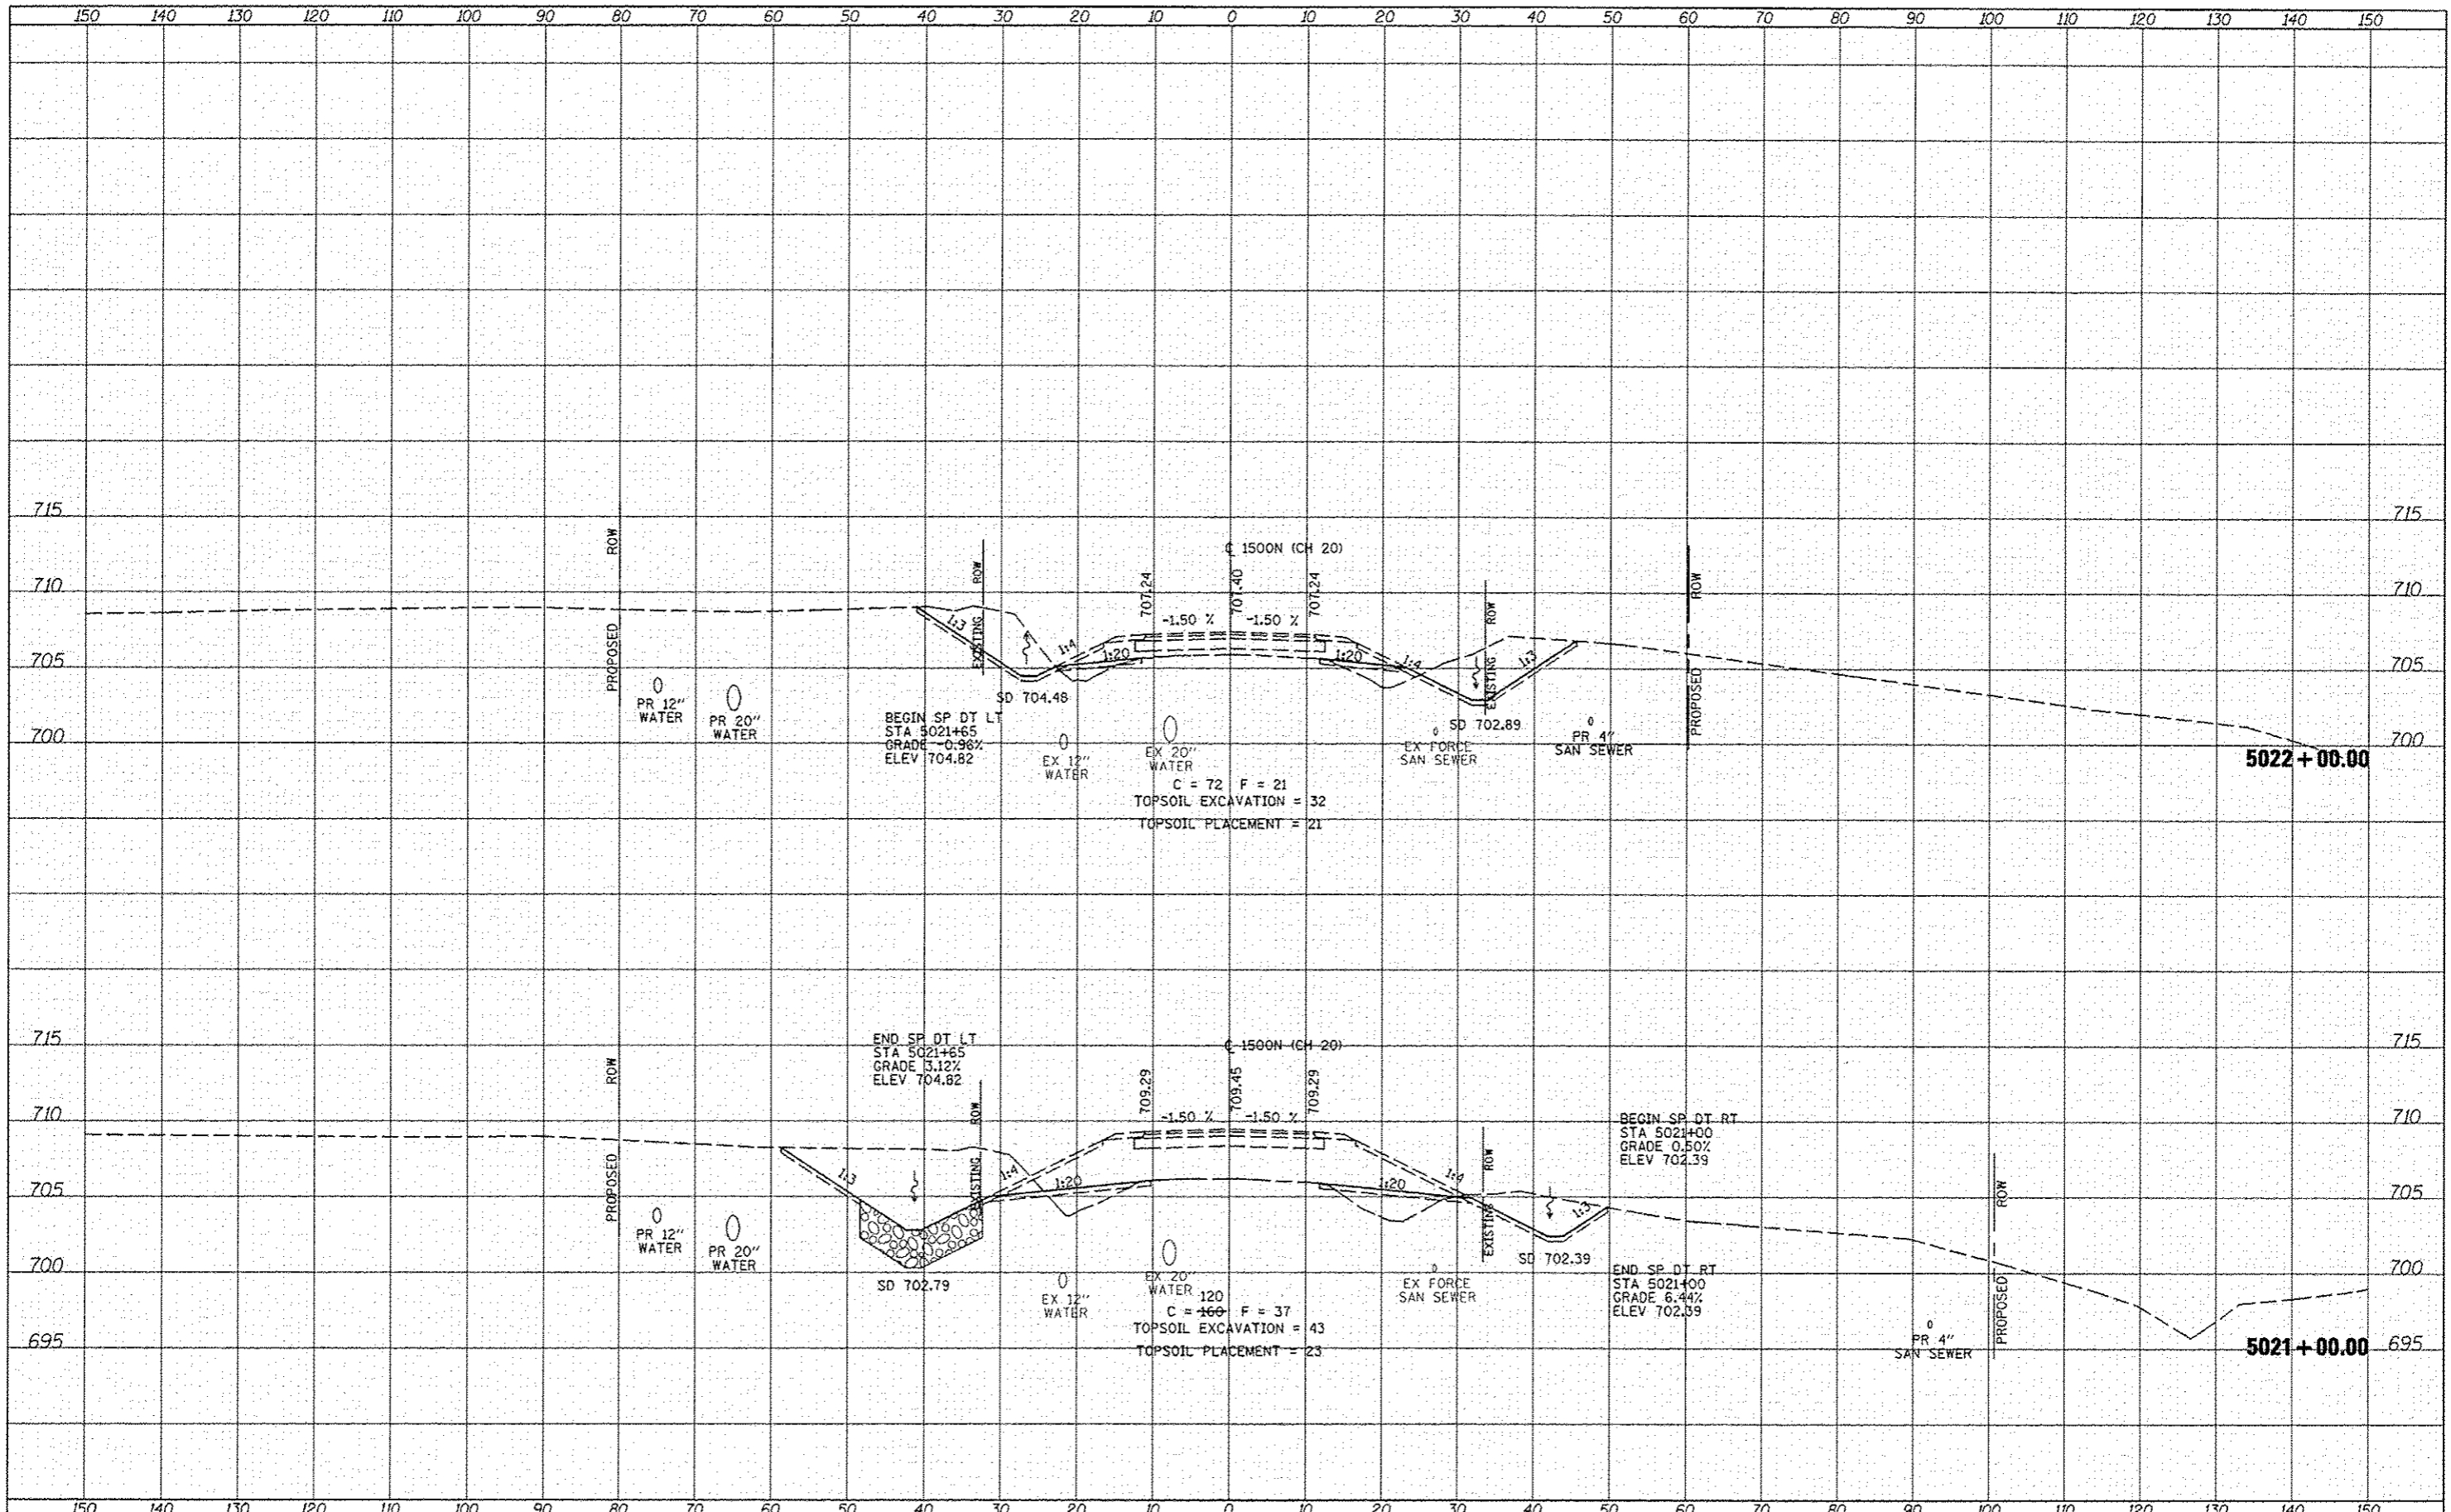 150 140 130 120 110 100 90 80 70 60 50 40 30 20 10 0 10 20 30 40 50 60 70 80 90 100 110 120 130 140 150
715 715
ROW
℄ 1500N (CH 20)
710 710
ROW
707.24
707.40
707.24
ROW
ROW
-1.50 % -1.50 %
1:3
EXISTING
1:4
1:20
1:20
1:4
EXISTING
1:3
705 705
PROPOSED
PROPOSED
SD 704.48
SD 702.89
PR 12"
WATER
PR 20"
WATER
BEGIN SP DT LT
STA 5021+65
GRADE -0.96%
ELEV 704.82
700 700
EX 12"
WATER
EX 20"
WATER
EX FORCE
SAN SEWER
PR 4"
SAN SEWER
5022+00.00
C = 72 F = 21
TOPSOIL EXCAVATION = 32
TOPSOIL PLACEMENT = 21
715 715
END SP DT LT
STA 5021+65
GRADE 3.12%
ELEV 704.82
℄ 1500N (CH 20)
ROW
710 710
ROW
709.29
709.45
709.29
-1.50 % -1.50 %
BEGIN SP DT RT
STA 5021+00
GRADE 0.50%
ELEV 702.39
ROW
ROW
1:3
EXISTING
1:4
1:20
1:20
1:4
EXISTING
1:3
705 705
PROPOSED
PROPOSED
PR 12"
WATER
PR 20"
WATER
SD 702.79
SD 702.39
700 700
EX 12"
WATER
EX 20"
WATER
EX FORCE
SAN SEWER
END SP DT RT
STA 5021+00
GRADE 6.44%
ELEV 702.39
120
C = 160 F = 37
TOPSOIL EXCAVATION = 43
TOPSOIL PLACEMENT = 23
PR 4"
SAN SEWER
695 695
5021+00.00
150 140 130 120 110 100 90 80 70 60 50 40 30 20 10 0 10 20 30 40 50 60 70 80 90 100 110 120 130 140 150